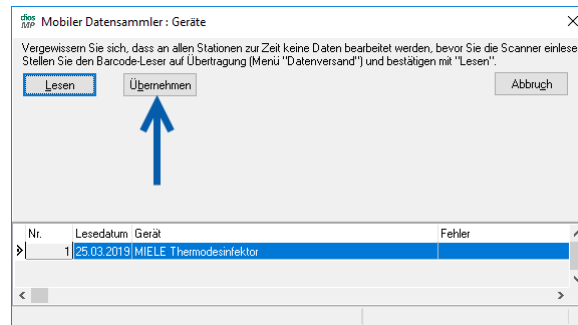 dios MP Mobiler Datensammler : Geräte
Vergewissern Sie sich, dass an allen Stationen zur Zeit keine Daten bearbeitet werden, bevor Sie die Scanner einlese
Stellen Sie den Barcode-Leser auf Übertragung (Menü "Datenversand") und bestätigen mit "Lesen".
Lesen Übernehmen Abbruch
Nr. Lesedatum Gerät Fehler
1 25.03.2019 MIELE Thermodesinfektor